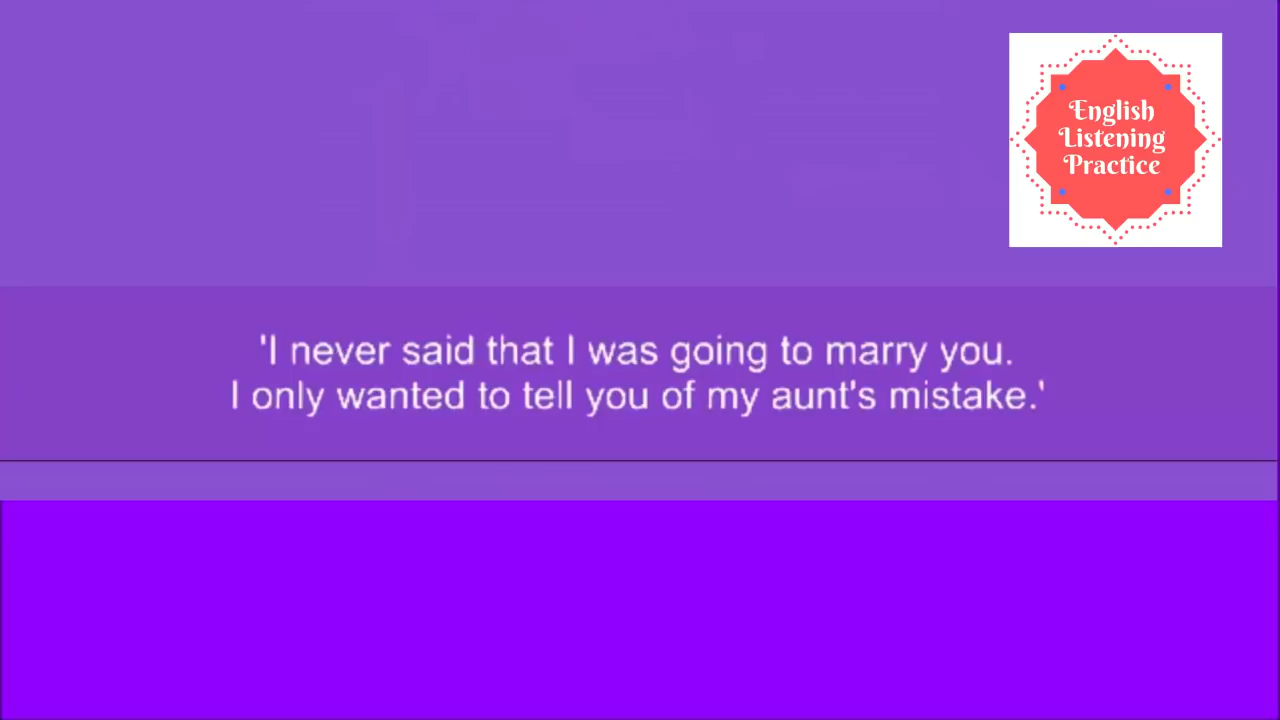 English
Listening
Practice
'I never said that I was going to marry you.
I only wanted to tell you of my aunt's mistake.'